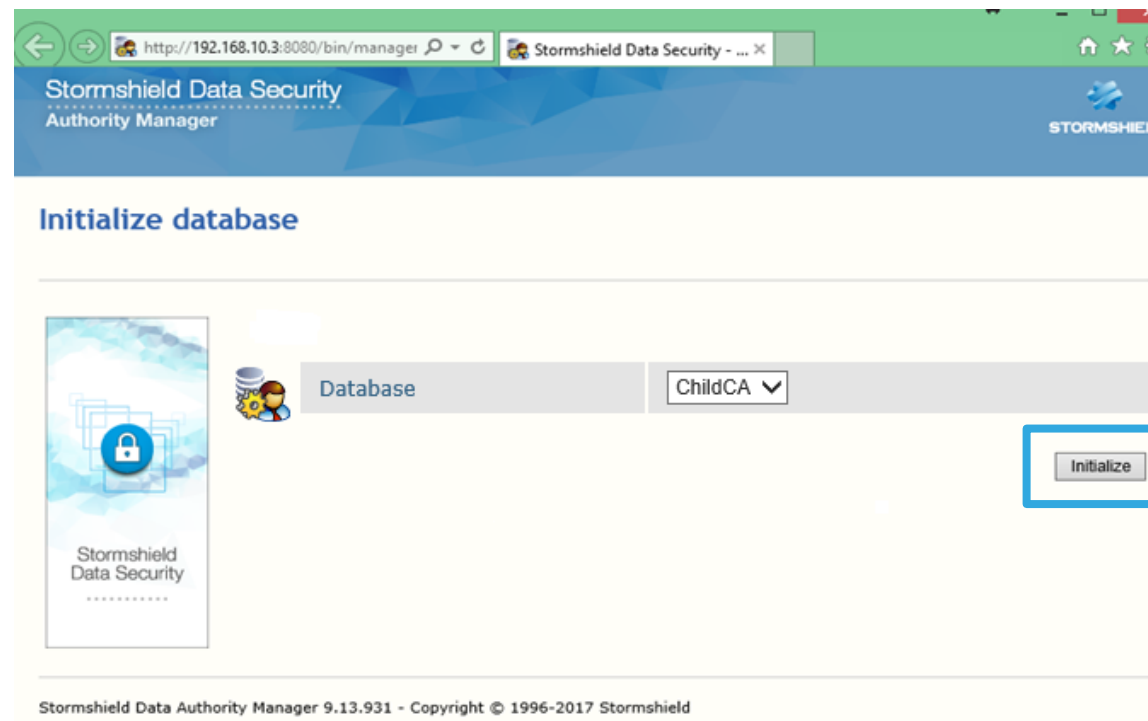 http://192.168.10.3:8080/bin/manager
Stormshield Data Security - ...
Stormshield Data Security
Authority Manager
Initialize database
Database
ChildCA
Initialize
Stormshield
Data Security
Stormshield Data Authority Manager 9.13.931 - Copyright © 1996-2017 Stormshield